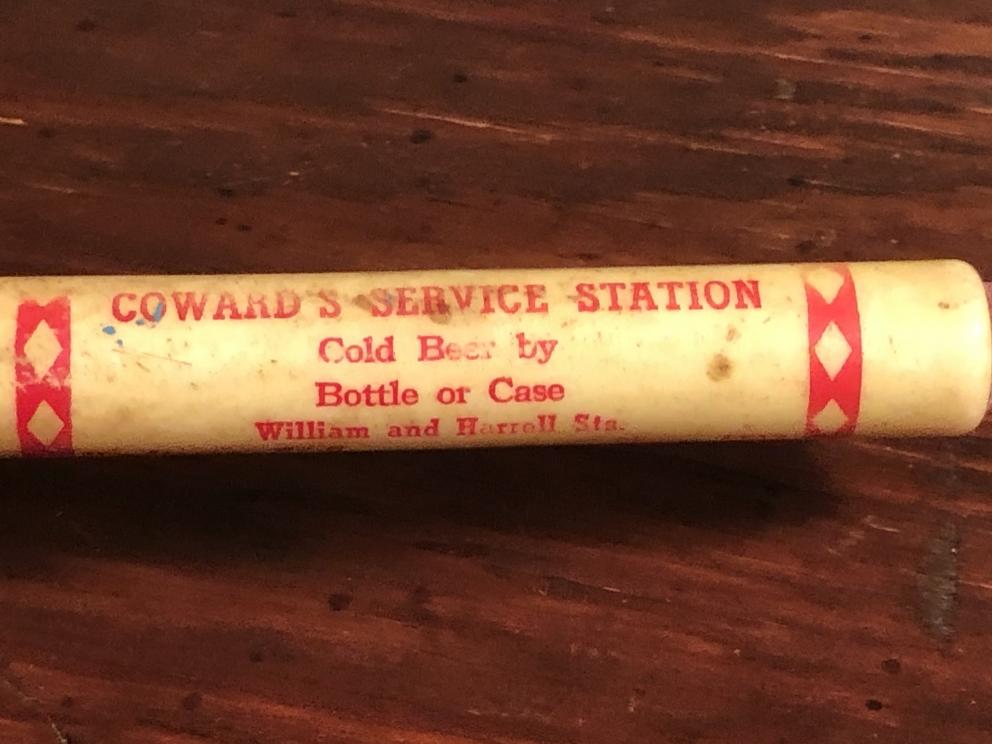 COWARD'S SERVICE STATION
Cold Beer by
Bottle or Case
William and Harrell Sts.